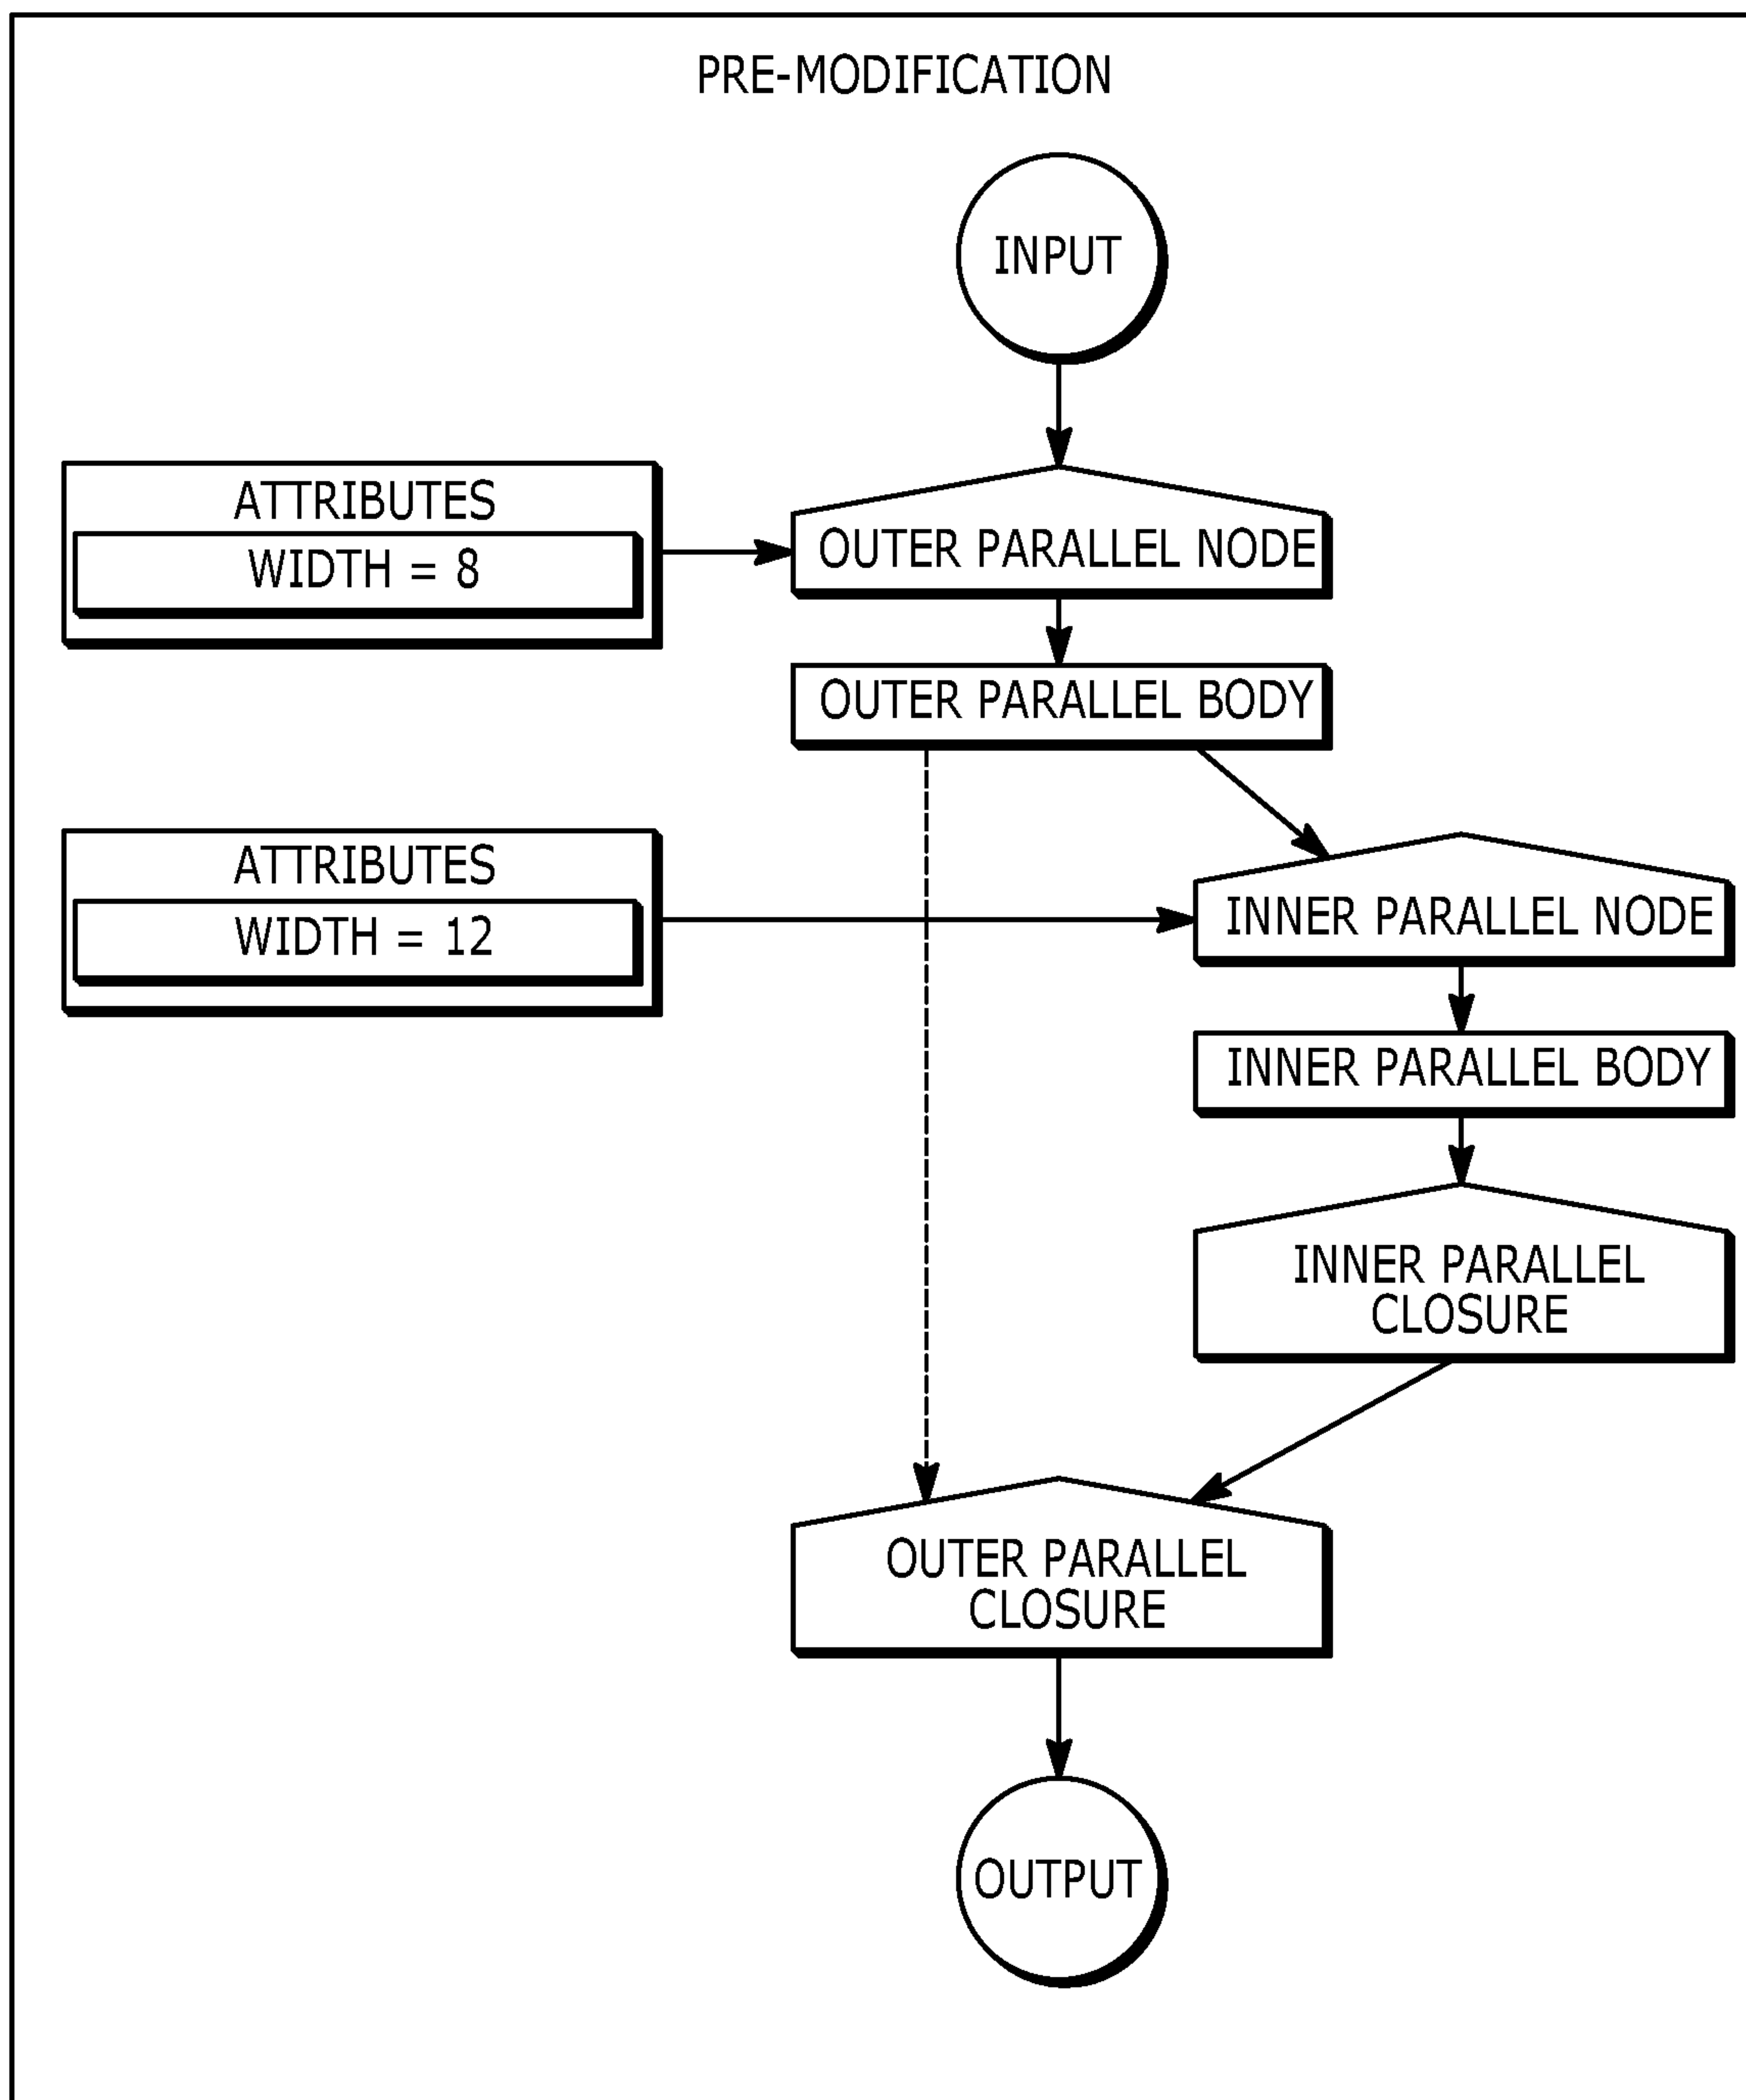 PRE-MODIFICATION
INPUT
ATTRIBUTES
WIDTH = 8
OUTER PARALLEL NODE
OUTER PARALLEL BODY
ATTRIBUTES
WIDTH = 12
INNER PARALLEL NODE
INNER PARALLEL BODY
INNER PARALLEL
CLOSURE
OUTER PARALLEL
CLOSURE
OUTPUT